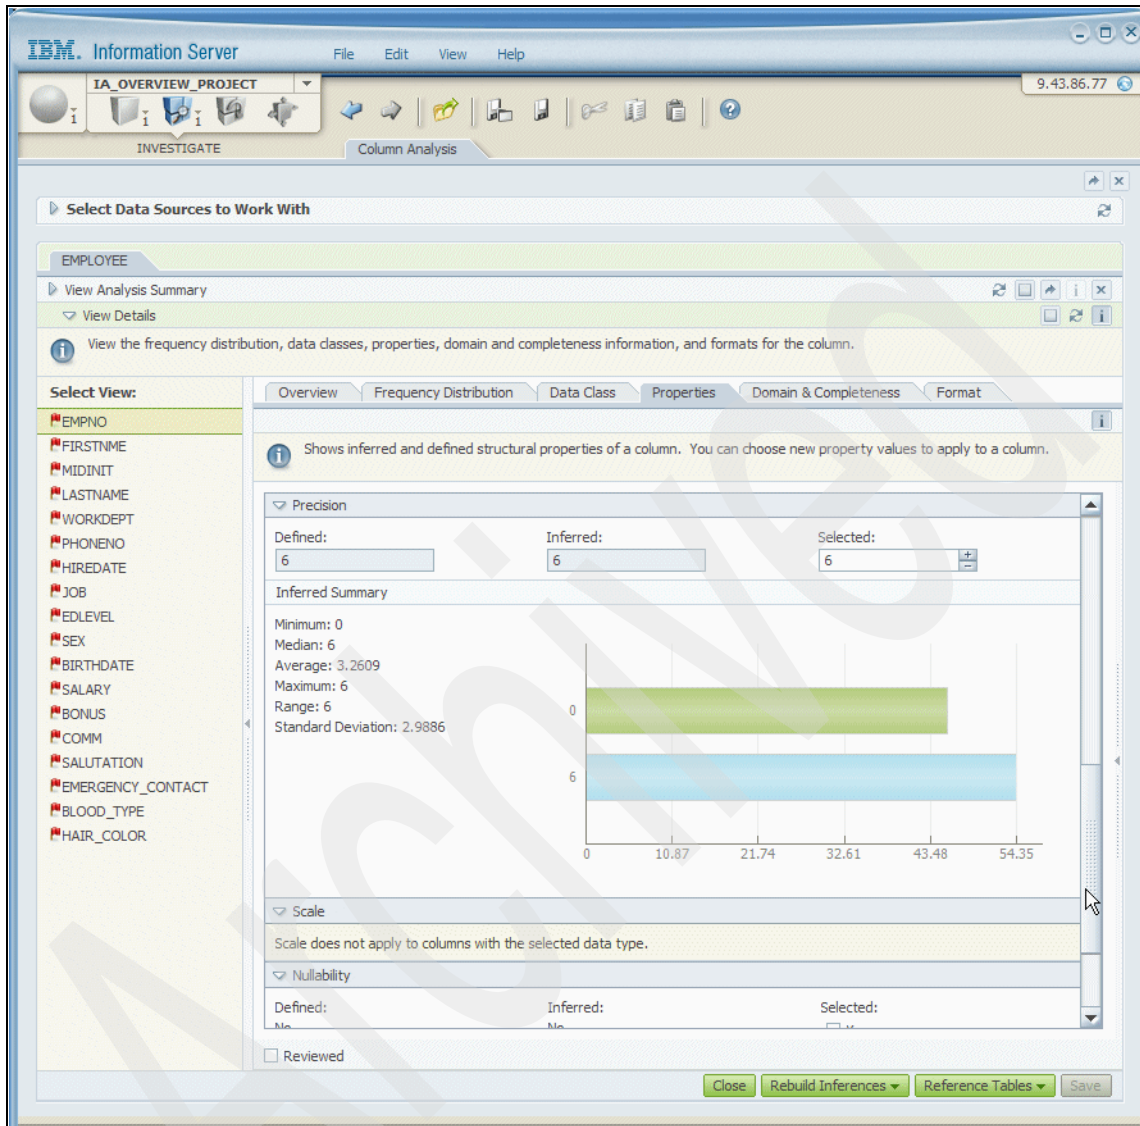 IBM. Information Server File Edit View Help
IA_OVERVIEW_PROJECT 9.43.86.77
INVESTIGATE Column Analysis
Select Data Sources to Work With
EMPLOYEE
View Analysis Summary
View Details
View the frequency distribution, data classes, properties, domain and completeness information, and formats for the column.
Select View:
EMPNO
FIRSTNME
MIDINIT
LASTNAME
WORKDEPT
PHONENO
HIREDATE
JOB
EDLEVEL
SEX
BIRTHDATE
SALARY
BONUS
COMM
SALUTATION
EMERGENCY_CONTACT
BLOOD_TYPE
HAIR_COLOR
Overview Frequency Distribution Data Class Properties Domain & Completeness Format
Shows inferred and defined structural properties of a column. You can choose new property values to apply to a column.
Precision
Defined: Inferred: Selected:
6 6 6
Inferred Summary
Minimum: 0
Median: 6
Average: 3.2609
Maximum: 6
Range: 6
Standard Deviation: 2.9886
0
6
0 10.87 21.74 32.61 43.48 54.35
Scale
Scale does not apply to columns with the selected data type.
Nullability
Defined: Inferred: Selected:
No No
Reviewed
Close Rebuild Inferences Reference Tables Save
Archived